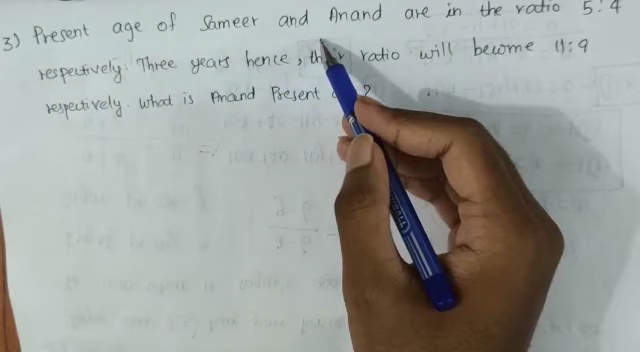 3) Present age of Sameer and Anand are in the ratio 5:4
respectively. Three years hence, ratio will become 11:9
respectively. What is Anand Present ?